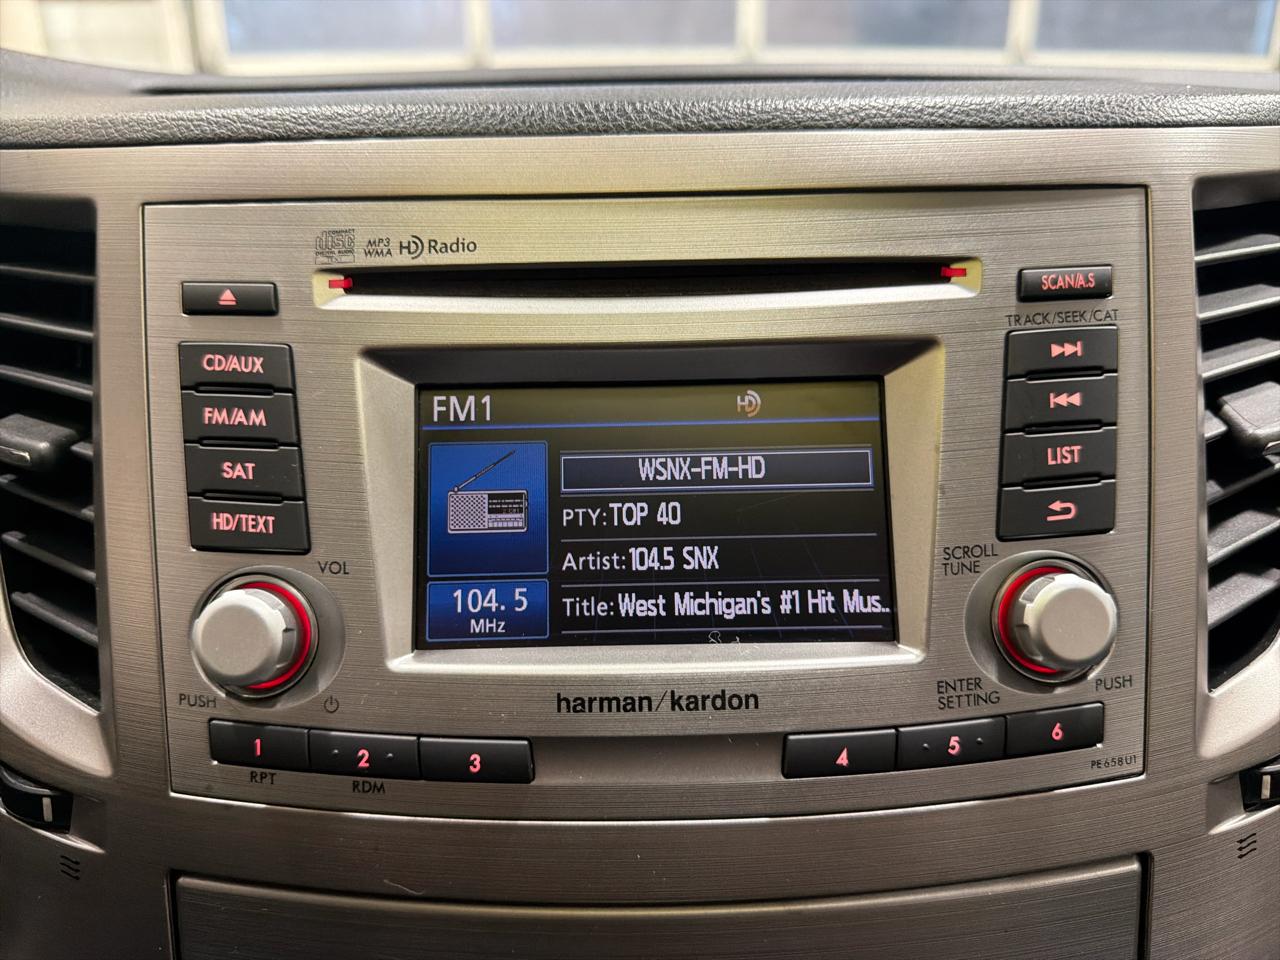 COMPACT
disc
DIGITAL AUDIO
TEXT
MP3
WMA
HD Radio
SCAN/A.S
TRACK/SEEK/CAT
CD/AUX
FM/AM
SAT
HD/TEXT
LIST
FM1
HD
WSNX-FM-HD
PTY:TOP 40
Artist:104.5 SNX
Title:West Michigan's #1 Hit Mus..
104.5
MHz
VOL
PUSH
SCROLL
TUNE
ENTER
SETTING
PUSH
harman/kardon
1
2
3
4
5
6
RPT
RDM
PE658U1